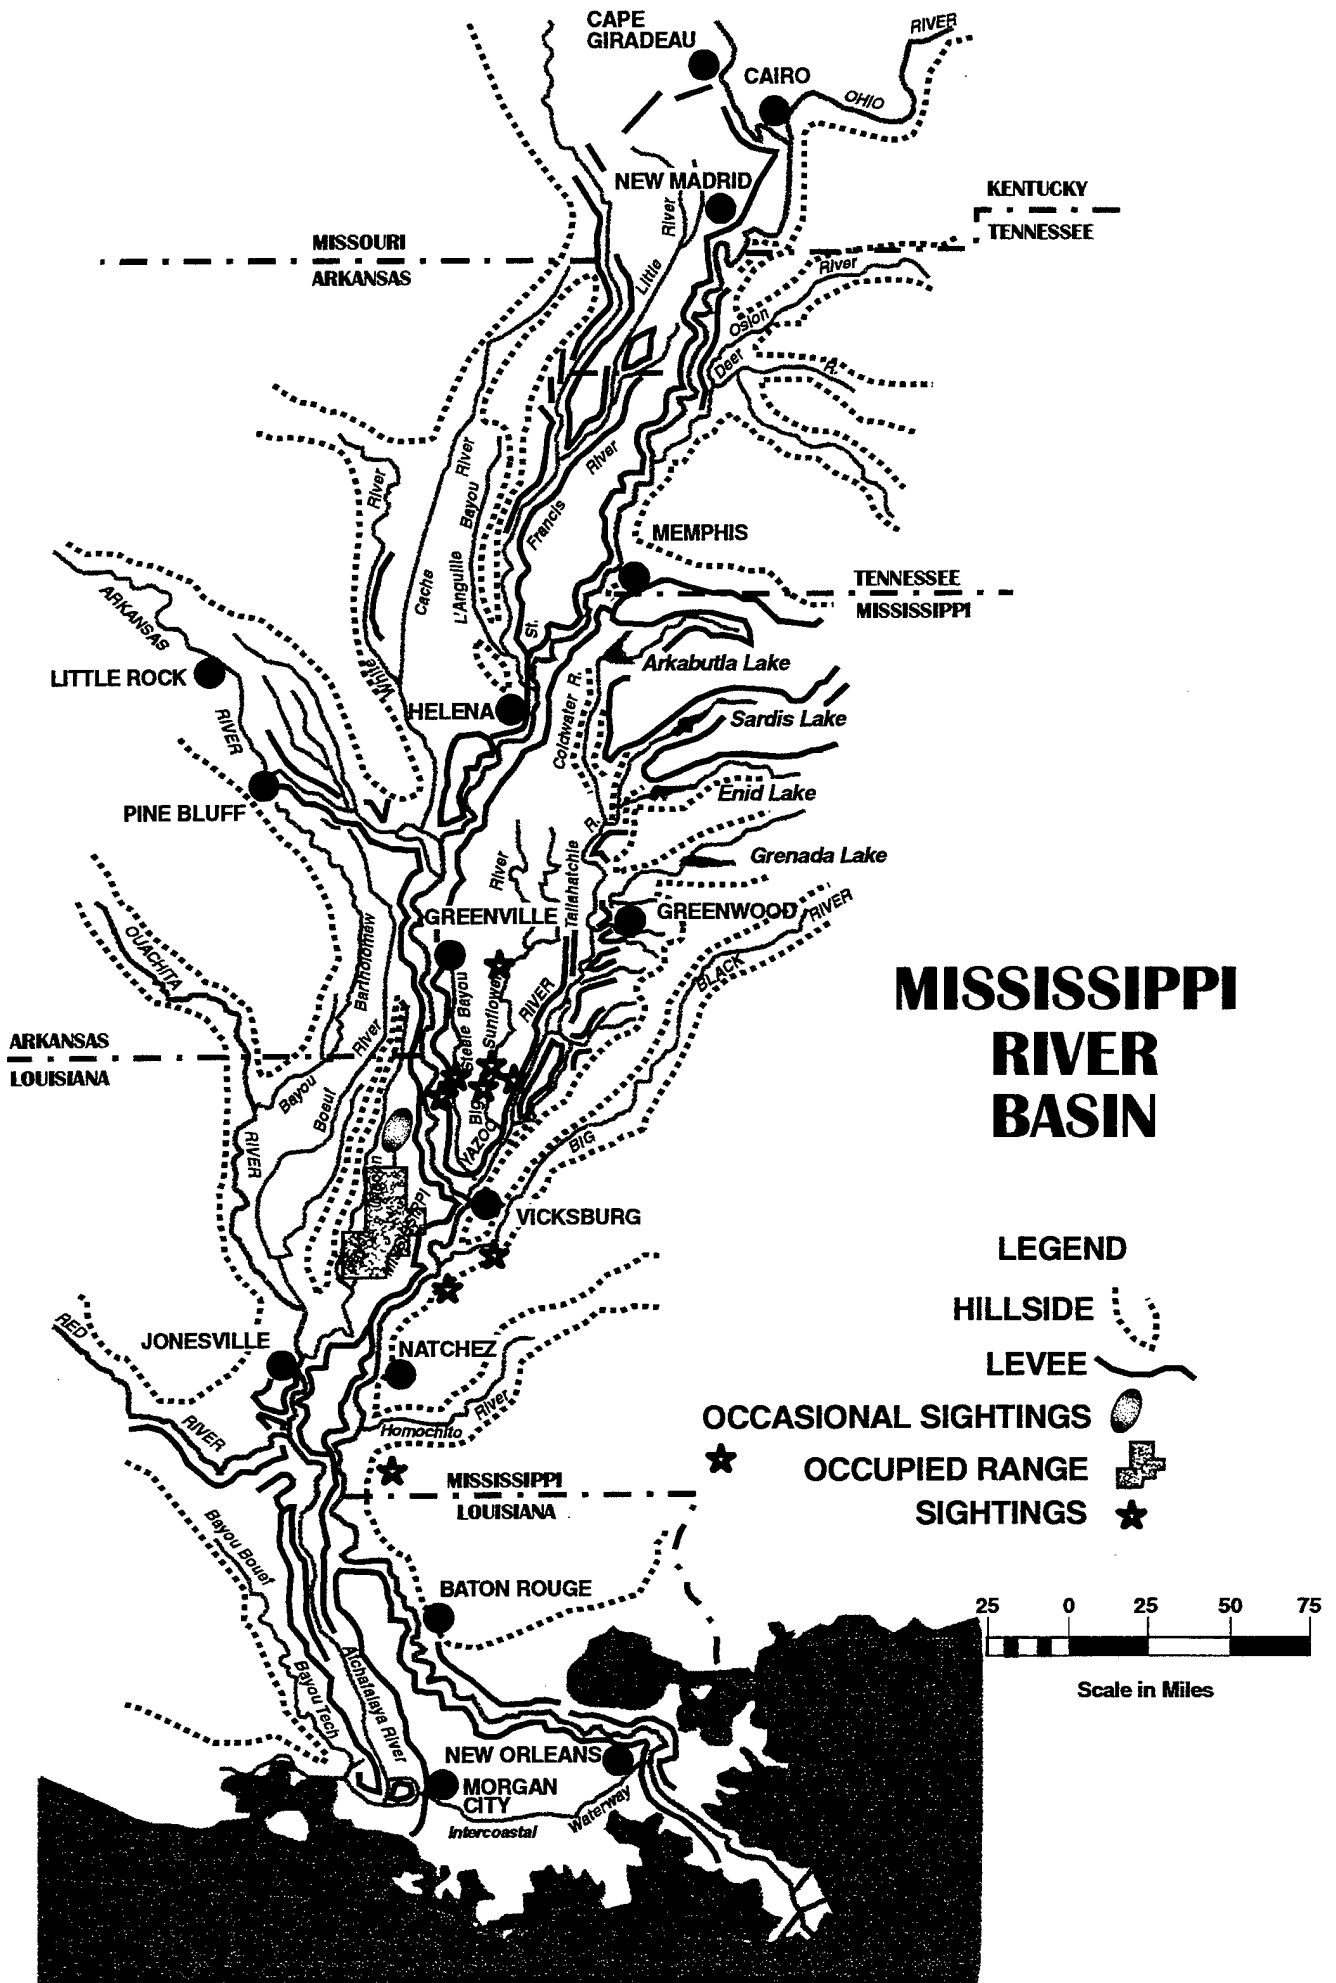 CAPE
GIRADEAU
CAIRO
RIVER
OHIO
NEW MADRID
River
Little
KENTUCKY
TENNESSEE
MISSOURI
ARKANSAS
River
Osion
Deer
R.
River
River
Bayou
River
Francis
St.
Cache
L'Anguille
White
MEMPHIS
TENNESSEE
MISSISSIPPI
ARKANSAS
LITTLE ROCK
RIVER
HELENA
Arkabutla Lake
Coldwater R.
Sardis Lake
PINE BLUFF
Enid Lake
R.
Grenada Lake
River
Tallahatchie
GREENVILLE
GREENWOOD
RIVER
BLACK
OUACHITA
Bartholomew
Steele Bayou
Sunflower
RIVER
MISSISSIPPI
RIVER
BASIN
ARKANSAS
LOUISIANA
River
Bayou
Boeuf
Big
YAZOO
BIG
RIVER
Macon
MISSISSIPPI
VICKSBURG
LEGEND
HILLSIDE
LEVEE
OCCASIONAL SIGHTINGS
OCCUPIED RANGE
SIGHTINGS
RED
JONESVILLE
NATCHEZ
RIVER
River
Homochito
MISSISSIPPI
LOUISIANA
Bayou Bouef
BATON ROUGE
25 0 25 50 75
Scale in Miles
Bayou Tech
Atchafalaya River
NEW ORLEANS
MORGAN
CITY
Waterway
Intercoastal